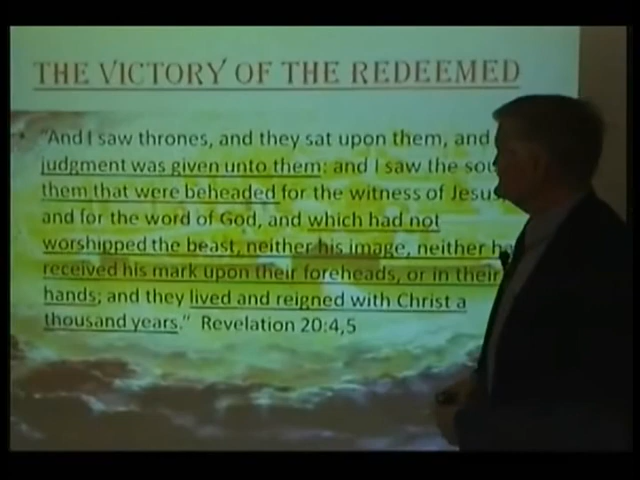 THE VICTORY OF THE REDEEMED
• "And I saw thrones, and they sat upon them, and
judgment was given unto them: and I saw the
them that were beheaded for the witness of Jesus,
and for the word of God, and which had not
worshipped the beast, neither his image, neither
received his mark upon their foreheads, or in their
hands; and they lived and reigned with Christ a
thousand years." Revelation 20:4,5